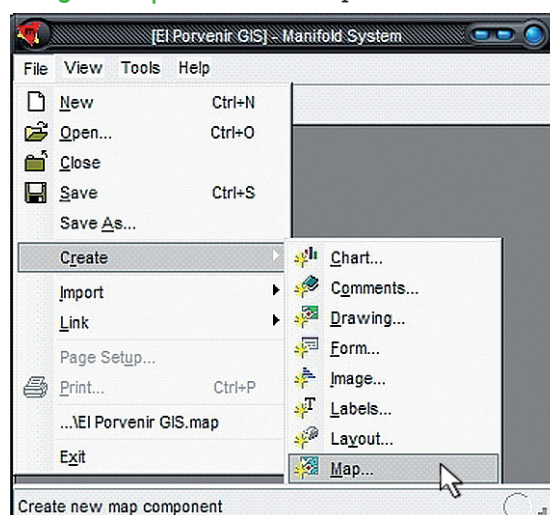 [El Porvenir GIS] - Manifold System
File View Tools Help
New Ctrl+N
Open... Ctrl+O
Close
Save Ctrl+S
Save As...
Create
Import
Link
Page Setup...
Print... Ctrl+P
...\El Porvenir GIS.map
Exit
Chart...
Comments...
Drawing...
Form...
Image...
Labels...
Layout...
Map...
Create new map component